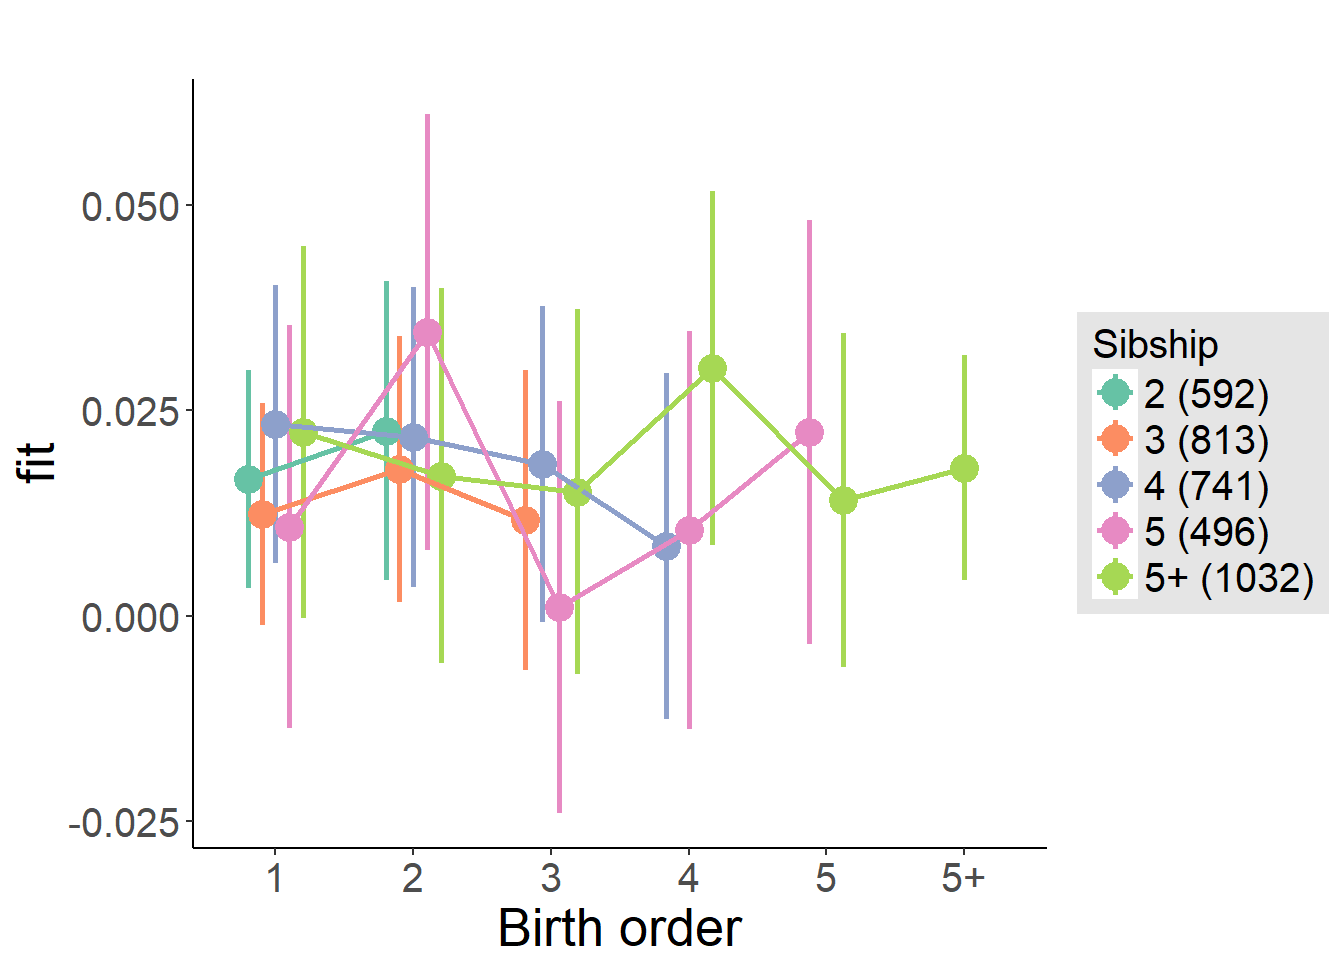 0.050
0.025
0.000
-0.025
fit
1 2 3 4 5 5+
Birth order
Sibship
2 (592)
3 (813)
4 (741)
5 (496)
5+ (1032)